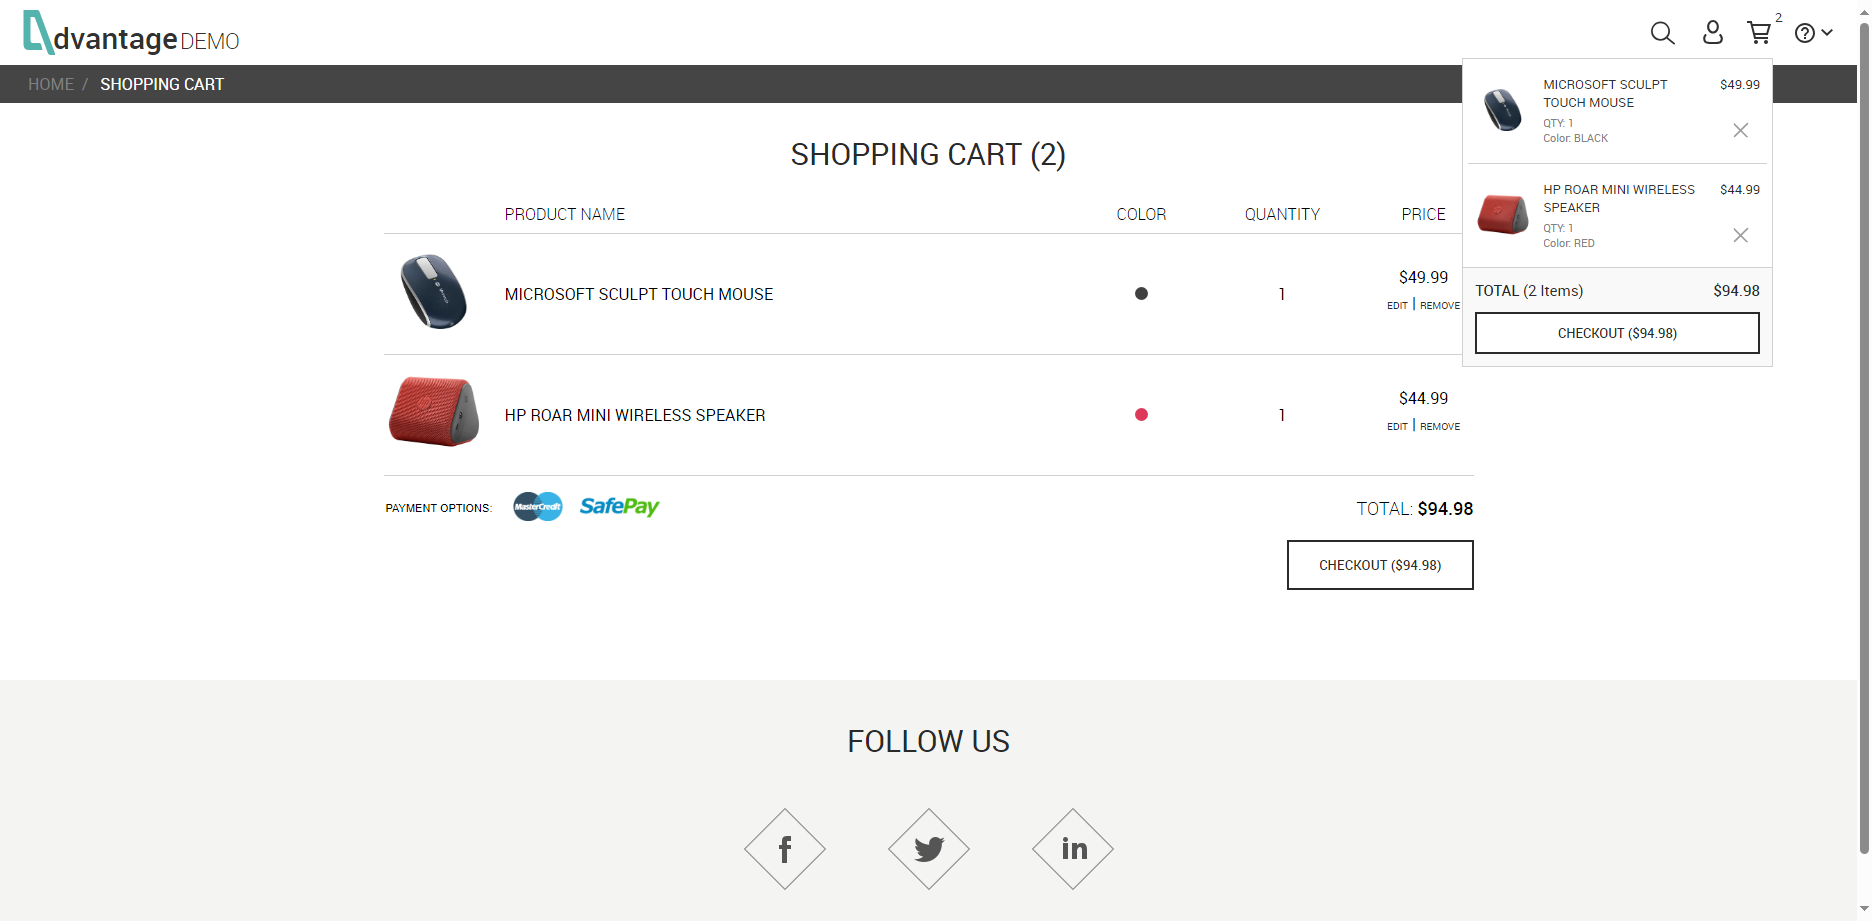 dvantage DEMO
2
HOME / SHOPPING CART
SHOPPING CART (2)
PRODUCT NAME COLOR QUANTITY PRICE
MICROSOFT SCULPT TOUCH MOUSE 1 $49.99
EDIT | REMOVE
HP ROAR MINI WIRELESS SPEAKER 1 $44.99
EDIT | REMOVE
PAYMENT OPTIONS: MasterCredit SafePay TOTAL: $94.98
CHECKOUT ($94.98)
MICROSOFT SCULPT $49.99
TOUCH MOUSE
QTY: 1
Color: BLACK
HP ROAR MINI WIRELESS $44.99
SPEAKER
QTY: 1
Color: RED
TOTAL (2 Items) $94.98
CHECKOUT ($94.98)
FOLLOW US
f
in